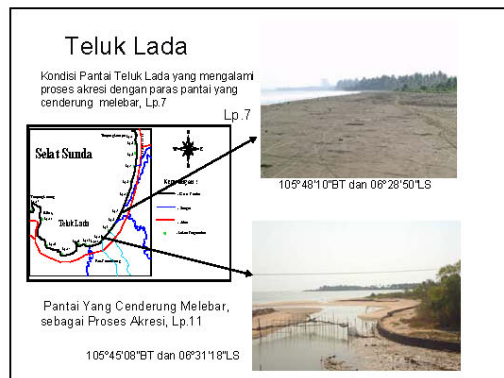 Teluk Lada
Kondisi Pantai Teluk Lada yang mengalami
proses akresi dengan paras pantai yang
cenderung melebar, Lp.7
Lp.7
Selat Sunda
Teluk Lada
105°48'10"BT dan 06°28'50"LS
Pantai Yang Cenderung Melebar,
sebagai Proses Akresi, Lp.11
105°45'08"BT dan 06°31'18"LS